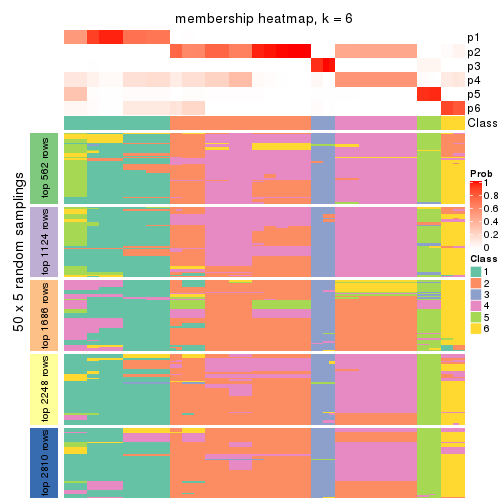 membership heatmap, k = 6
p1
p2
p3
p4
p5
p6
Class
50 x 5 random samplings
top 562 rows
top 1124 rows
top 1686 rows
top 2248 rows
top 2810 rows
Prob
1
0.8
0.6
0.4
0.2
0
Class
1
2
3
4
5
6